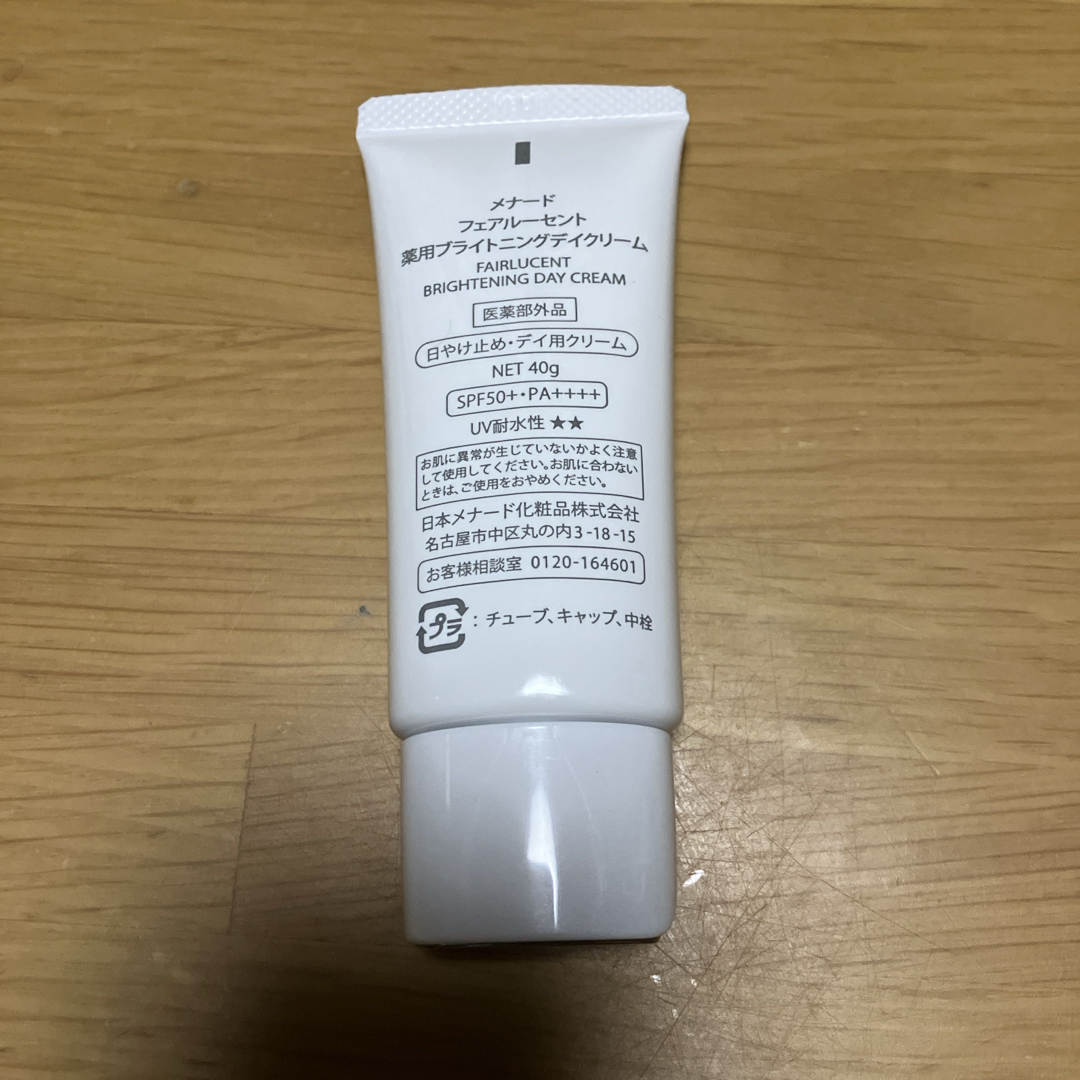 メナード
フェアルーセント
薬用ブライトニングデイクリーム
FAIRLUCENT
BRIGHTENING DAY CREAM
医薬部外品
日やけ止め・デイ用クリーム
NET 40g
SPF50+・PA++++
UV耐水性 ★★
お肌に異常が生じていないかよく注意
して使用してください。お肌に合わない
ときは、ご使用をおやめください。
日本メナード化粧品株式会社
名古屋市中区丸の内3-18-15
お客様相談室 0120-164601
プラ : チューブ、キャップ、中栓